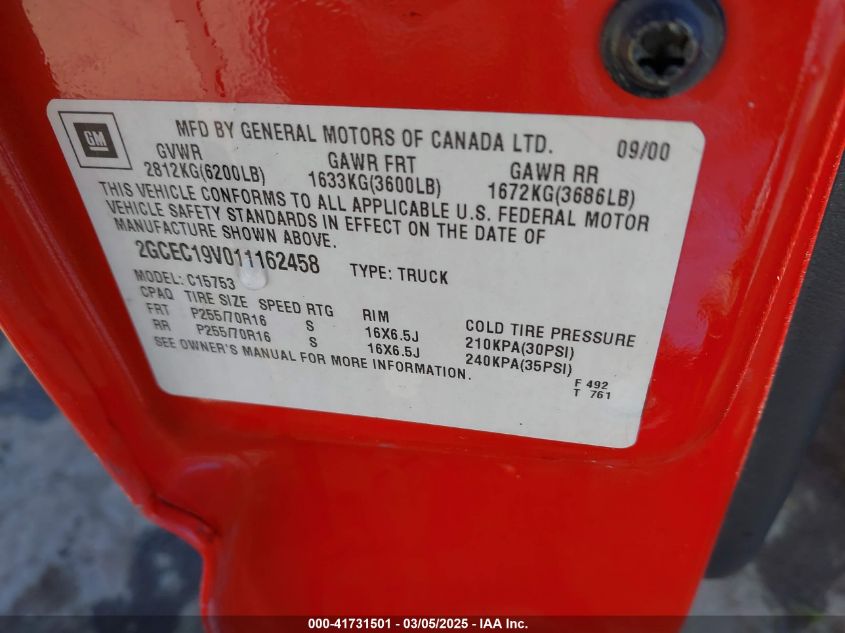 GM
MFD BY GENERAL MOTORS OF CANADA LTD. 09/00
GVWR GAWR FRT GAWR RR
2812KG(6200LB) 1633KG(3600LB) 1672KG(3686LB)
THIS VEHICLE CONFORMS TO ALL APPLICABLE U.S. FEDERAL MOTOR
VEHICLE SAFETY STANDARDS IN EFFECT ON THE DATE OF
MANUFACTURE SHOWN ABOVE.
2GCEC19V011162458 TYPE: TRUCK
MODEL: C15753
CPAQ TIRE SIZE SPEED RTG RIM COLD TIRE PRESSURE
FRT P255/70R16 S 16X6.5J 210KPA(30PSI)
RR P255/70R16 S 16X6.5J 240KPA(35PSI)
SEE OWNER'S MANUAL FOR MORE INFORMATION.
F 492
T 761
000-41731501 - 03/05/2025 - IAA Inc.